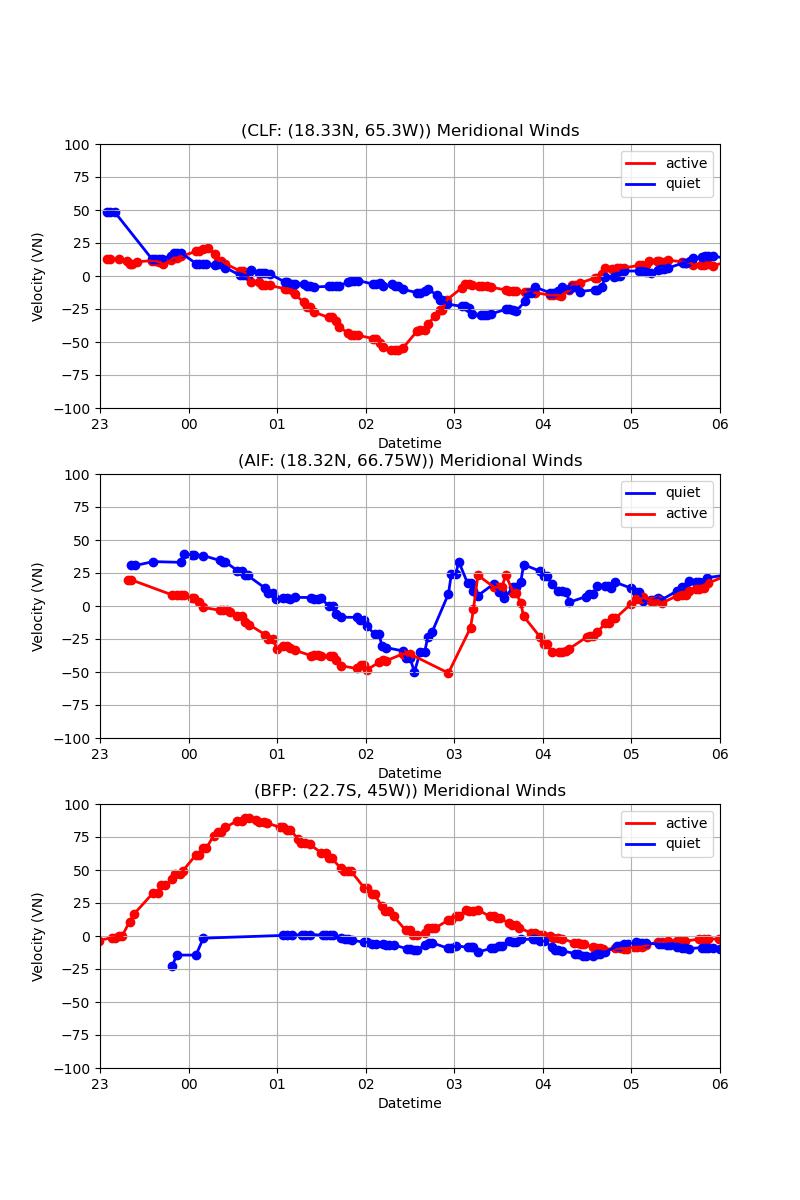 (CLF: (18.33N, 65.3W)) Meridional Winds
100
75
50
25
0
−25
−50
−75
−100
Velocity (VN)
active
quiet
23 00 01 02 03 04 05 06
Datetime
(AIF: (18.32N, 66.75W)) Meridional Winds
100
75
50
25
0
−25
−50
−75
−100
Velocity (VN)
quiet
active
23 00 01 02 03 04 05 06
Datetime
(BFP: (22.7S, 45W)) Meridional Winds
100
75
50
25
0
−25
−50
−75
−100
Velocity (VN)
active
quiet
23 00 01 02 03 04 05 06
Datetime